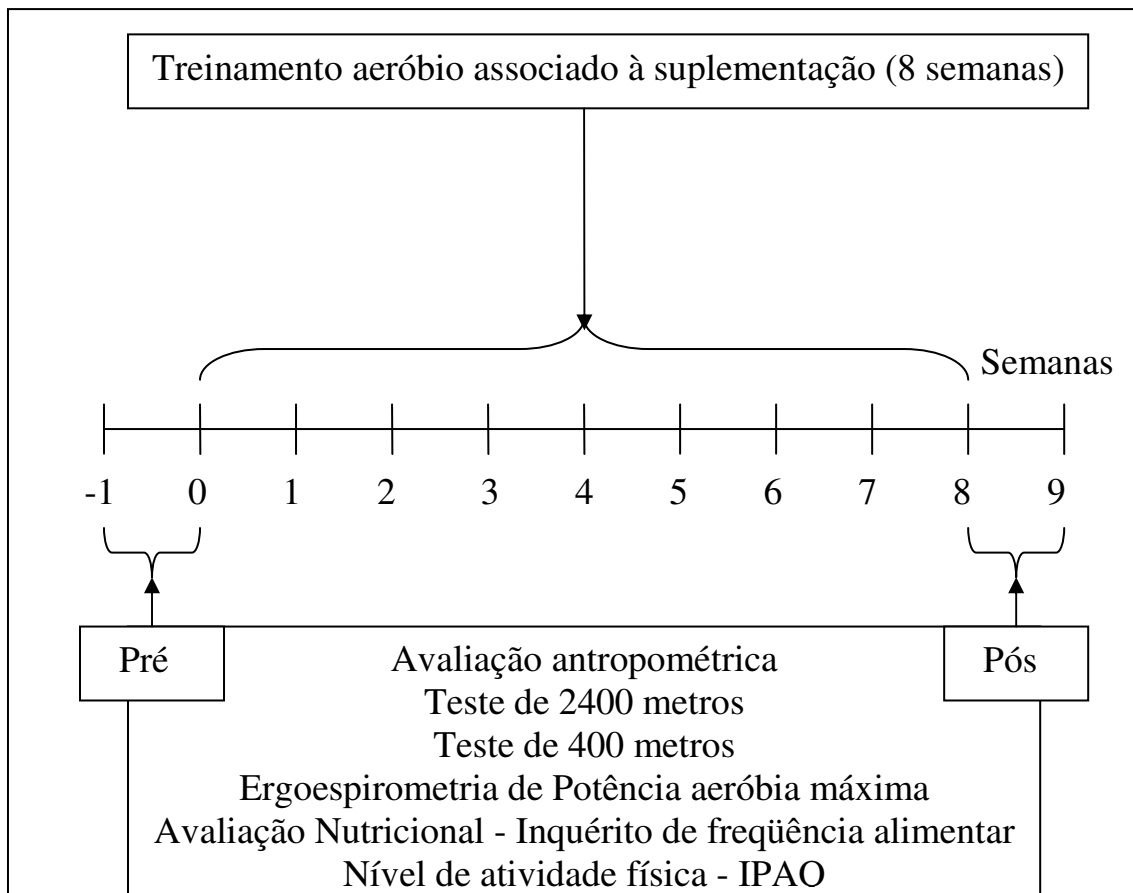 Treinamento aeróbio associado à suplementação (8 semanas)
Semanas
-1 0 1 2 3 4 5 6 7 8 9
Pré
Pós
Avaliação antropométrica
Teste de 2400 metros
Teste de 400 metros
Ergoespirometria de Potência aeróbia máxima
Avaliação Nutricional - Inquérito de freqüência alimentar
Nível de atividade física - IPAQ